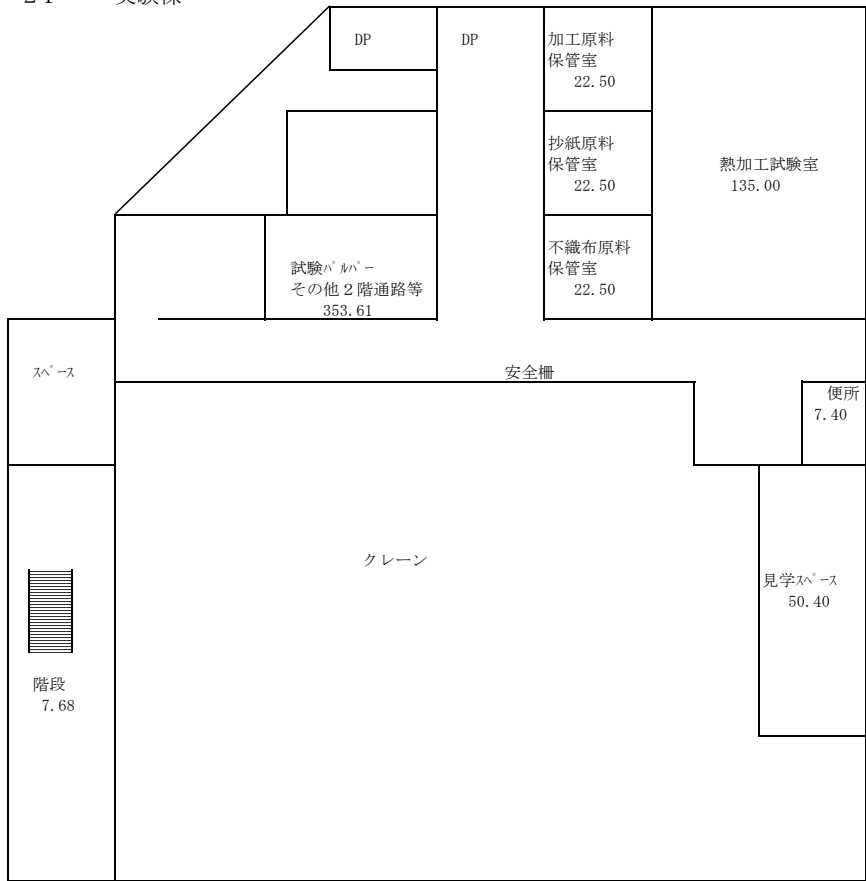 DP
DP
加工原料
保管室
22.50
抄紙原料
保管室
22.50
熱加工試験室
135.00
不織布原料
保管室
22.50
試験ﾊﾟﾙﾊﾟｰ
その他２階通路等
353.61
ｽﾍﾟｰｽ
安全柵
便所
7.40
クレーン
見学ｽﾍﾟｰｽ
50.40
階段
7.68